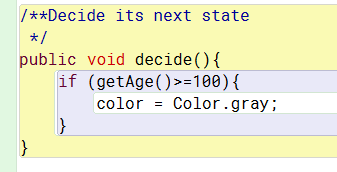 /**Decide its next state
 */
public void decide(){
    if (getAge()>=100){
        color = Color.gray;
    }
}